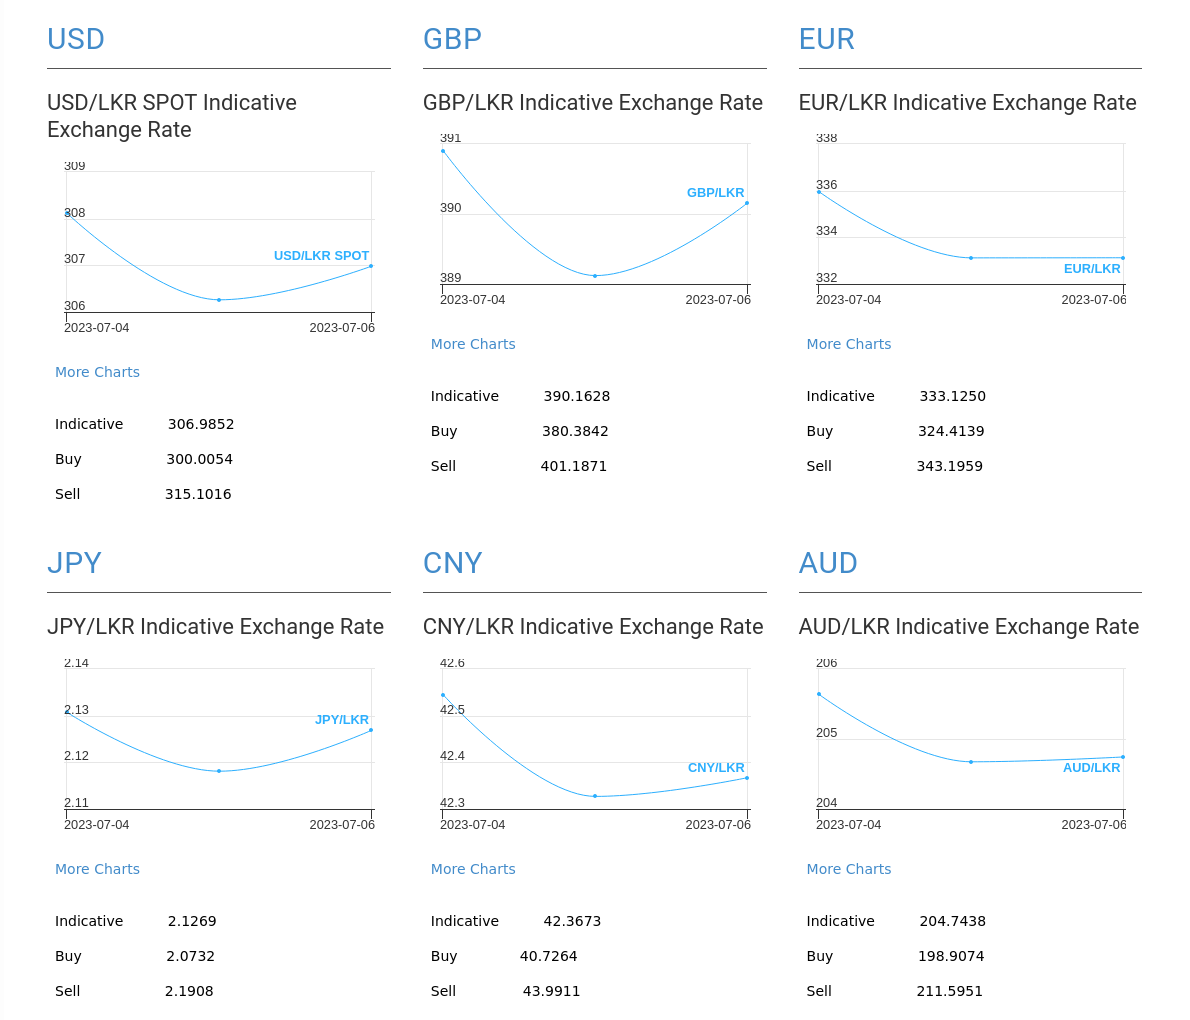 USD
USD/LKR SPOT Indicative
Exchange Rate
309
308
307
306
USD/LKR SPOT
2023-07-04 2023-07-06
More Charts
Indicative 306.9852
Buy 300.0054
Sell 315.1016
GBP
GBP/LKR Indicative Exchange Rate
391
390
389
GBP/LKR
2023-07-04 2023-07-06
More Charts
Indicative 390.1628
Buy 380.3842
Sell 401.1871
EUR
EUR/LKR Indicative Exchange Rate
338
336
334
332
EUR/LKR
2023-07-04 2023-07-06
More Charts
Indicative 333.1250
Buy 324.4139
Sell 343.1959
JPY
JPY/LKR Indicative Exchange Rate
2.14
2.13
2.12
2.11
JPY/LKR
2023-07-04 2023-07-06
More Charts
Indicative 2.1269
Buy 2.0732
Sell 2.1908
CNY
CNY/LKR Indicative Exchange Rate
42.6
42.5
42.4
42.3
CNY/LKR
2023-07-04 2023-07-06
More Charts
Indicative 42.3673
Buy 40.7264
Sell 43.9911
AUD
AUD/LKR Indicative Exchange Rate
206
205
204
AUD/LKR
2023-07-04 2023-07-06
More Charts
Indicative 204.7438
Buy 198.9074
Sell 211.5951